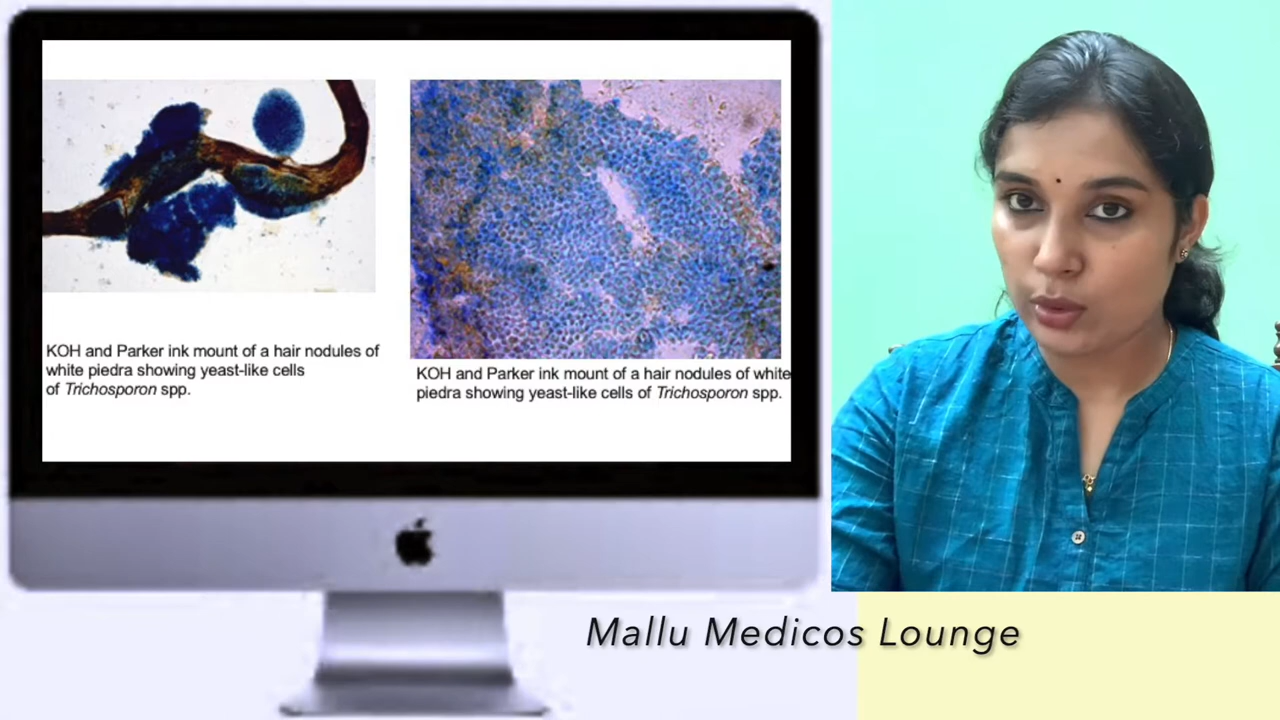 KOH and Parker ink mount of a hair nodules of
white piedra showing yeast-like cells
of Trichosporon spp.
KOH and Parker ink mount of a hair nodules of white
piedra showing yeast-like cells of Trichosporon spp.
Mallu Medicos Lounge